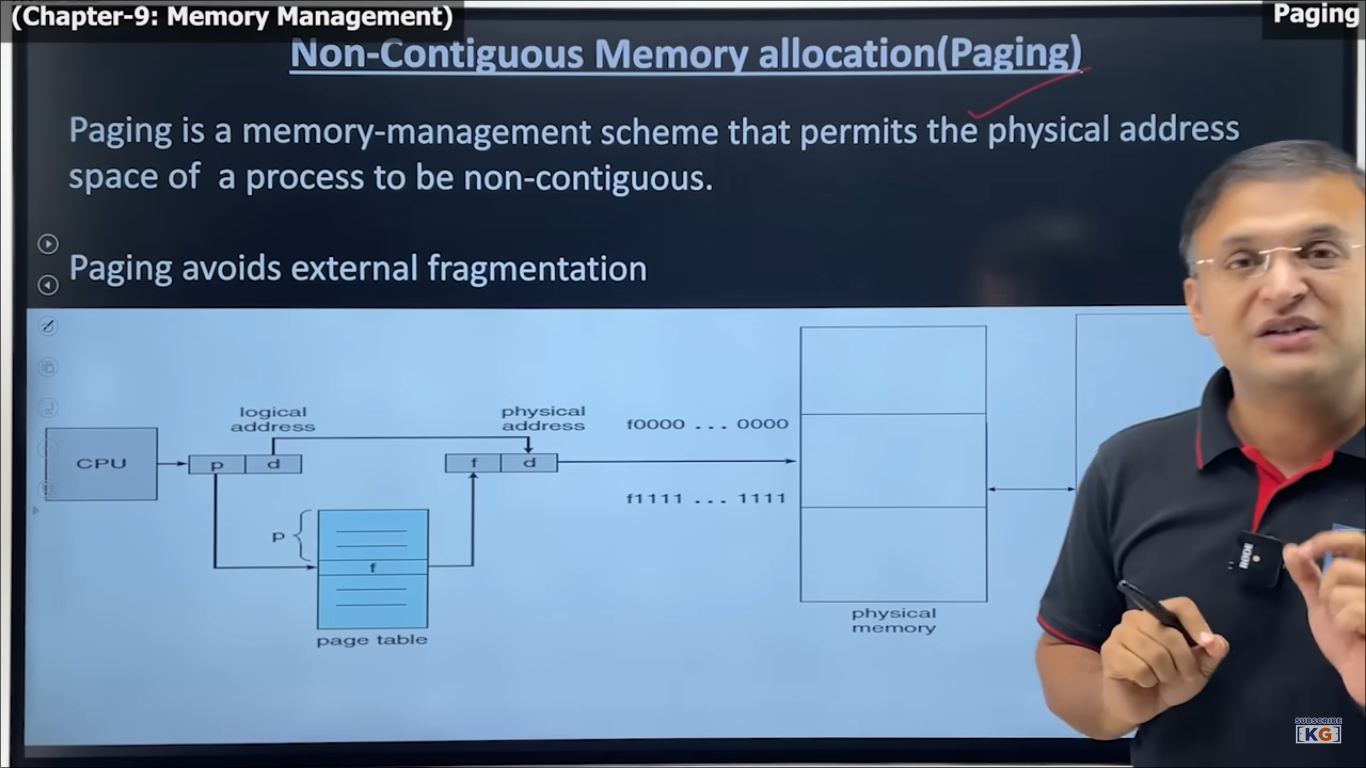 (Chapter-9: Memory Management)
Paging
Non-Contiguous Memory allocation(Paging)
Paging is a memory-management scheme that permits the physical address
space of a process to be non-contiguous.
Paging avoids external fragmentation
logical
address
physical
address
f0000 ... 0000
CPU
p d
f d
f1111 ... 1111
p
f
page table
physical
memory
RØDE
SUBSCRIBE
[KG]